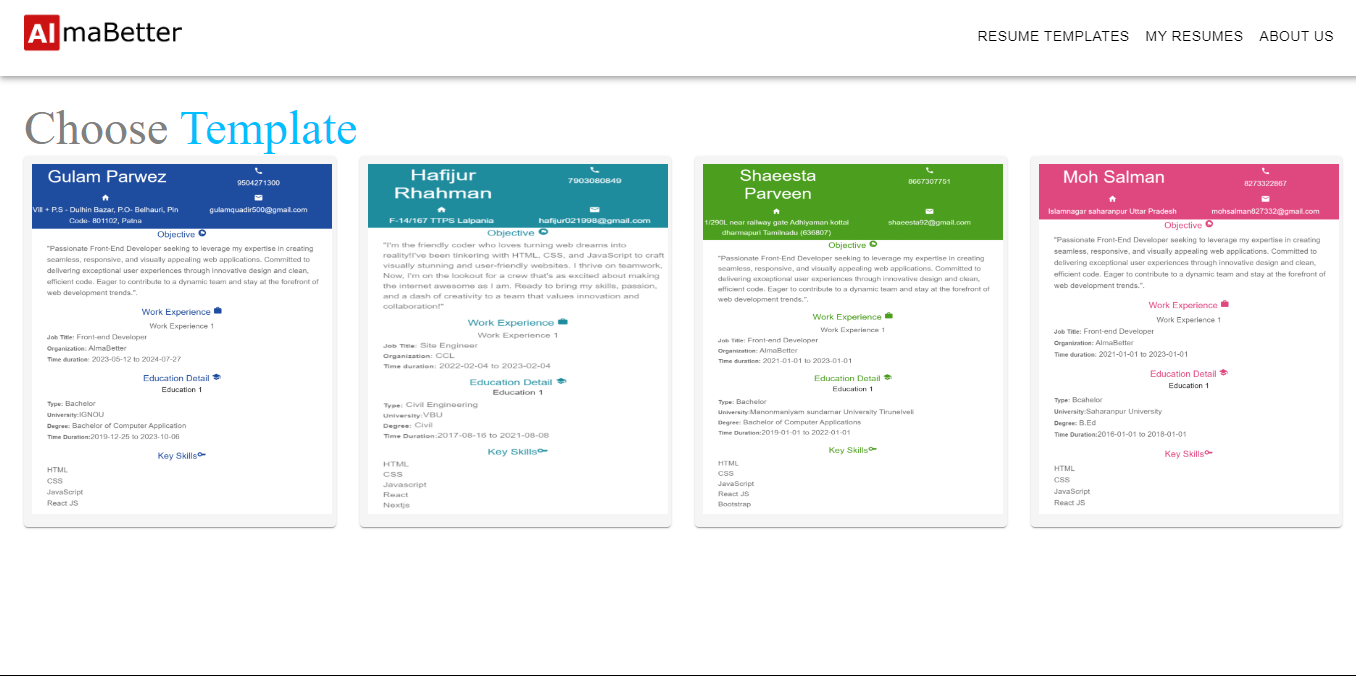 AlmaBetter
RESUME TEMPLATES MY RESUMES ABOUT US
Choose Template
Gulam Parwez
9504271300
Vill + P.S - Dulhin Bazar, P.O- Belhauri, Pin
Code- 801102, Patna
gulamquadir500@gmail.com
Objective
"Passionate Front-End Developer seeking to leverage my expertise in creating
seamless, responsive, and visually appealing web applications. Committed to
delivering exceptional user experiences through innovative design and clean,
efficient code. Eager to contribute to a dynamic team and stay at the forefront of
web development trends.".
Work Experience
Work Experience 1
Job Title: Front-end Developer
Organization: AlmaBetter
Time duration: 2023-05-12 to 2024-07-27
Education Detail
Education 1
Type: Bachelor
University:IGNOU
Degree: Bachelor of Computer Application
Time Duration:2019-12-25 to 2023-10-06
Key Skills
HTML
CSS
JavaScript
React JS
Hafijur
Rhahman
7903080849
F-14/167 TTPS Lalpania
hafijur021998@gmail.com
Objective
"I'm the friendly coder who loves turning web dreams into
reality!I've been tinkering with HTML, CSS, and JavaScript to craft
visually stunning and user-friendly websites. I thrive on teamwork,
Now, I'm on the lookout for a crew that's as excited about making
the internet awesome as I am. Ready to bring my skills, passion,
and a dash of creativity to a team that values innovation and
collaboration!"
Work Experience
Work Experience 1
Job Title: Site Engineer
Organization: CCL
Time duration: 2022-02-04 to 2023-02-04
Education Detail
Education 1
Type: Civil Engineering
University:VBU
Degree: Civil
Time Duration:2017-08-16 to 2021-08-08
Key Skills
HTML
CSS
Javascript
React
Nextjs
Shaeesta
Parveen
8667307751
1/290L near railway gate Adhiyaman kottai
dharmapuri Tamilnadu (636807)
shaeesta92@gmail.com
Objective
"Passionate Front-End Developer seeking to leverage my expertise in creating
seamless, responsive, and visually appealing web applications. Committed to
delivering exceptional user experiences through innovative design and clean,
efficient code. Eager to contribute to a dynamic team and stay at the forefront of
web development trends.".
Work Experience
Work Experience 1
Job Title: Front-end Developer
Organization: AlmaBetter
Time duration: 2021-01-01 to 2023-01-01
Education Detail
Education 1
Type: Bachelor
University:Manonmaniyam sundarnar University Tirunelveli
Degree: Bachelor of Computer Applications
Time Duration:2019-01-01 to 2022-01-01
Key Skills
HTML
CSS
JavaScript
React JS
Bootstrap
Moh Salman
8273322867
Islamnagar saharanpur Uttar Pradesh
mohsalman827332@gmail.com
Objective
"Passionate Front-End Developer seeking to leverage my expertise in creating
seamless, responsive, and visually appealing web applications. Committed to
delivering exceptional user experiences through innovative design and clean,
efficient code. Eager to contribute to a dynamic team and stay at the forefront of
web development trends.".
Work Experience
Work Experience 1
Job Title: Front-end Developer
Organization: AlmaBetter
Time duration: 2021-01-01 to 2023-01-01
Education Detail
Education 1
Type: Bcahelor
University:Saharanpur University
Degree: B.Ed
Time Duration:2016-01-01 to 2018-01-01
Key Skills
HTML
CSS
JavaScript
React JS